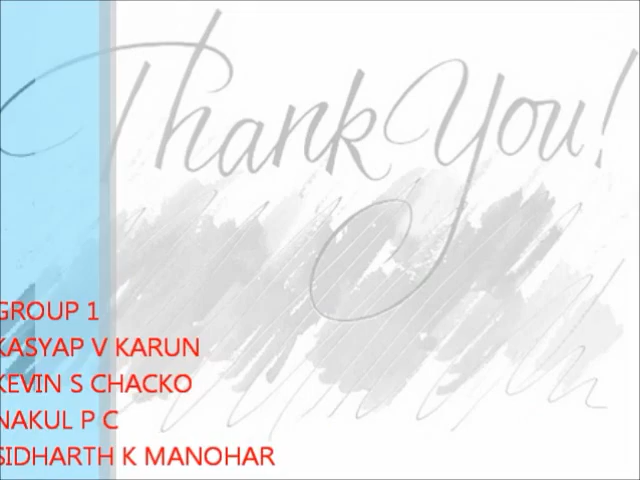 Thank You!
GROUP 1
KASYAP V KARUN
KEVIN S CHACKO
NAKUL P C
SIDHARTH K MANOHAR